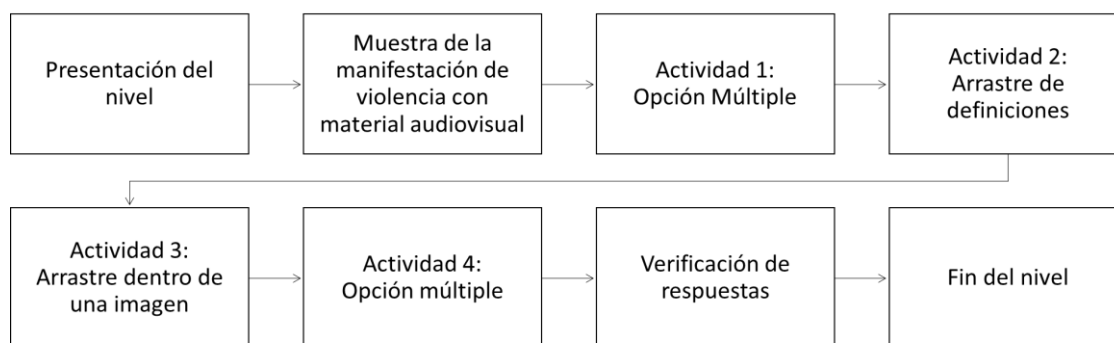 Presentación del
nivel
Muestra de la
manifestación de
violencia con
material audiovisual
Actividad 1:
Opción Múltiple
Actividad 2:
Arrastre de
definiciones
Actividad 3:
Arrastre dentro de
una imagen
Actividad 4:
Opción múltiple
Verificación de
respuestas
Fin del nivel